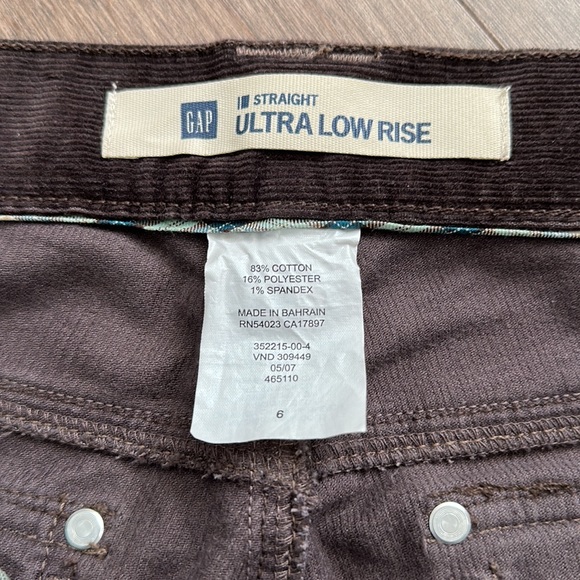 GAP
STRAIGHT
ULTRA LOW RISE
83% COTTON
16% POLYESTER
1% SPANDEX
MADE IN BAHRAIN
RN54023 CA17897
352215-00-4
VND 309449
05/07
465110
6